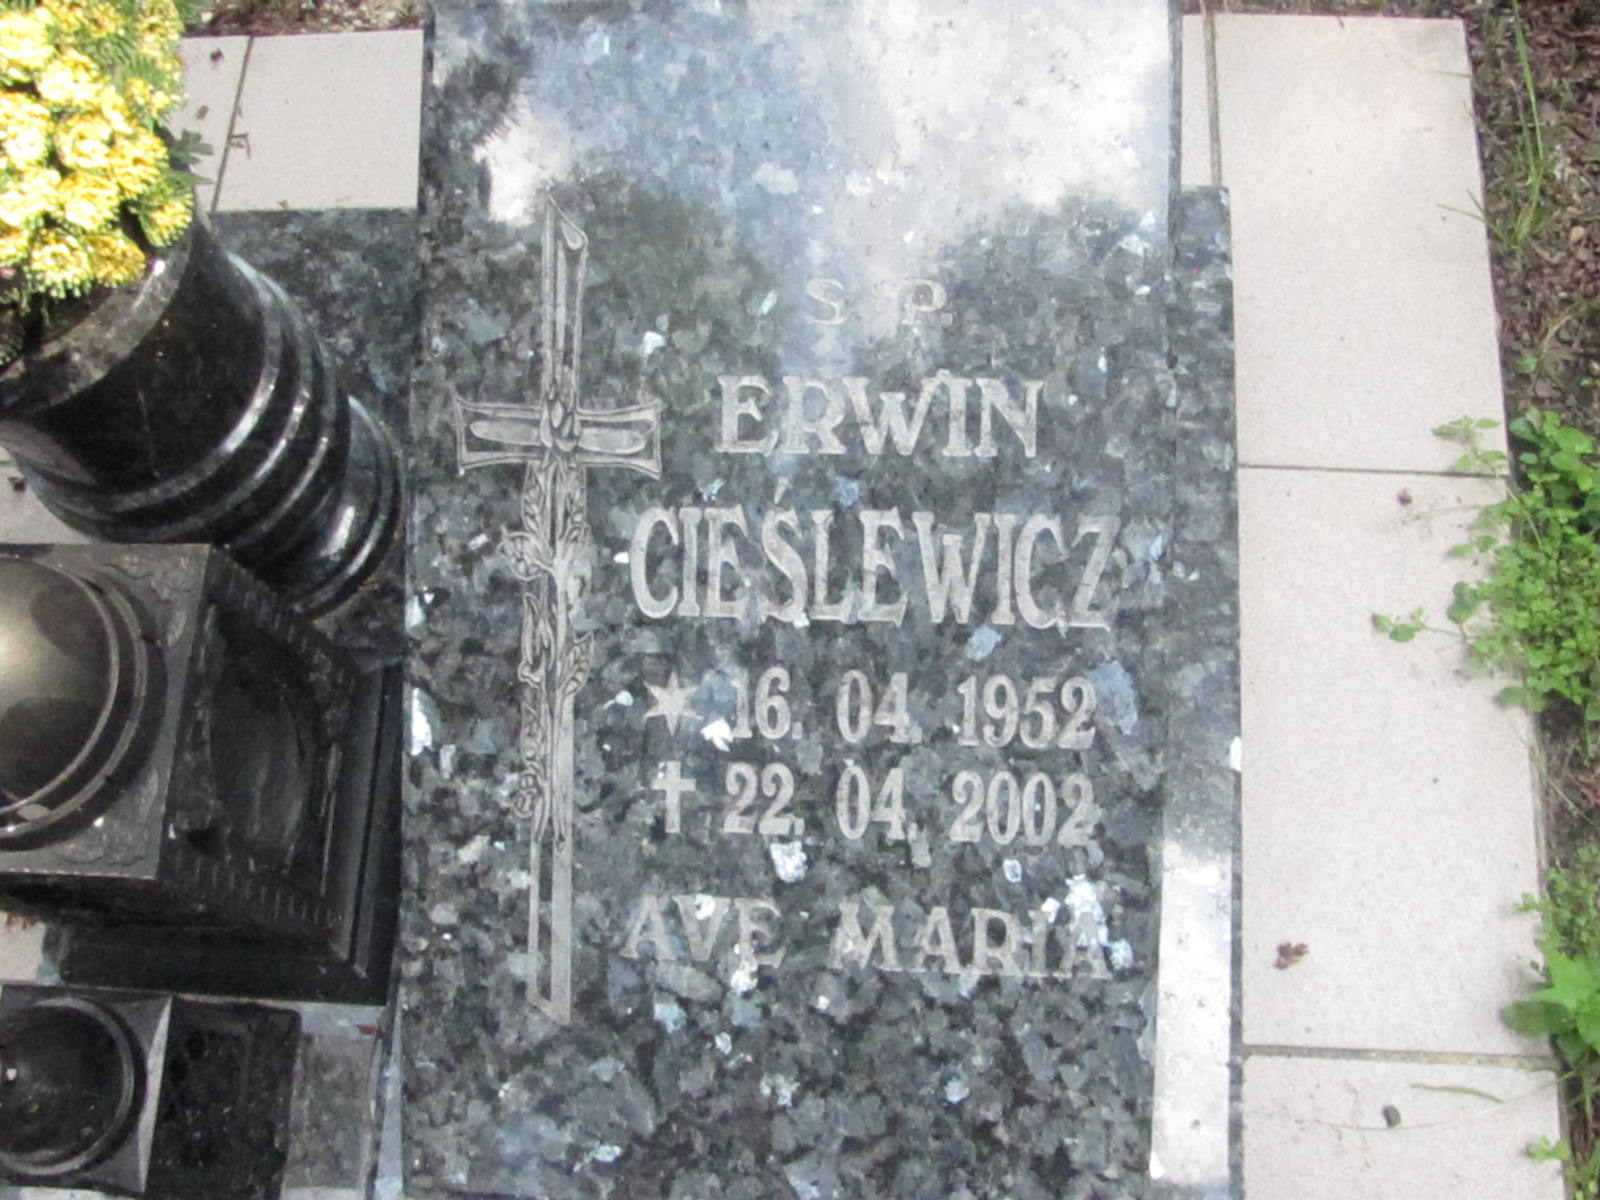 Ś. P.
ERWIN
CIEŚLEWICZ
★ 16. 04. 1952
✝ 22. 04. 2002
AVE MARIA